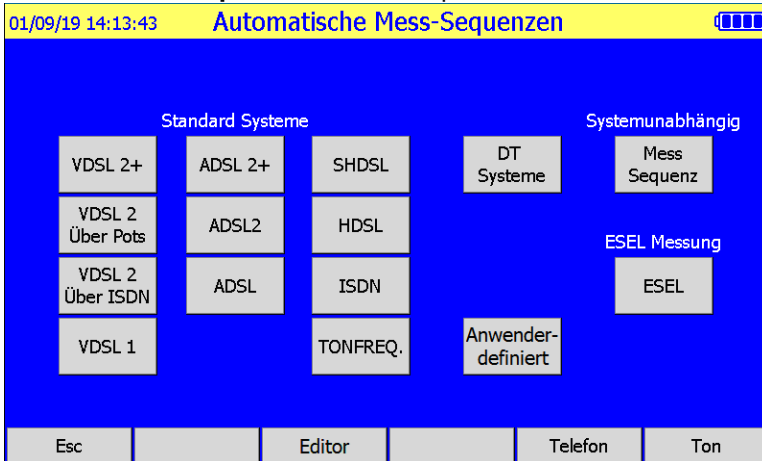 01/09/19 14:13:43 Automatische Mess-Sequenzen
Standard Systeme Systemunabhängig
VDSL 2+ ADSL 2+ SHDSL DT Systeme Mess Sequenz
VDSL 2 Über Pots ADSL2 HDSL
ESEL Messung
VDSL 2 Über ISDN ADSL ISDN ESEL
VDSL 1 TONFREQ. Anwender-definiert
Esc Editor Telefon Ton